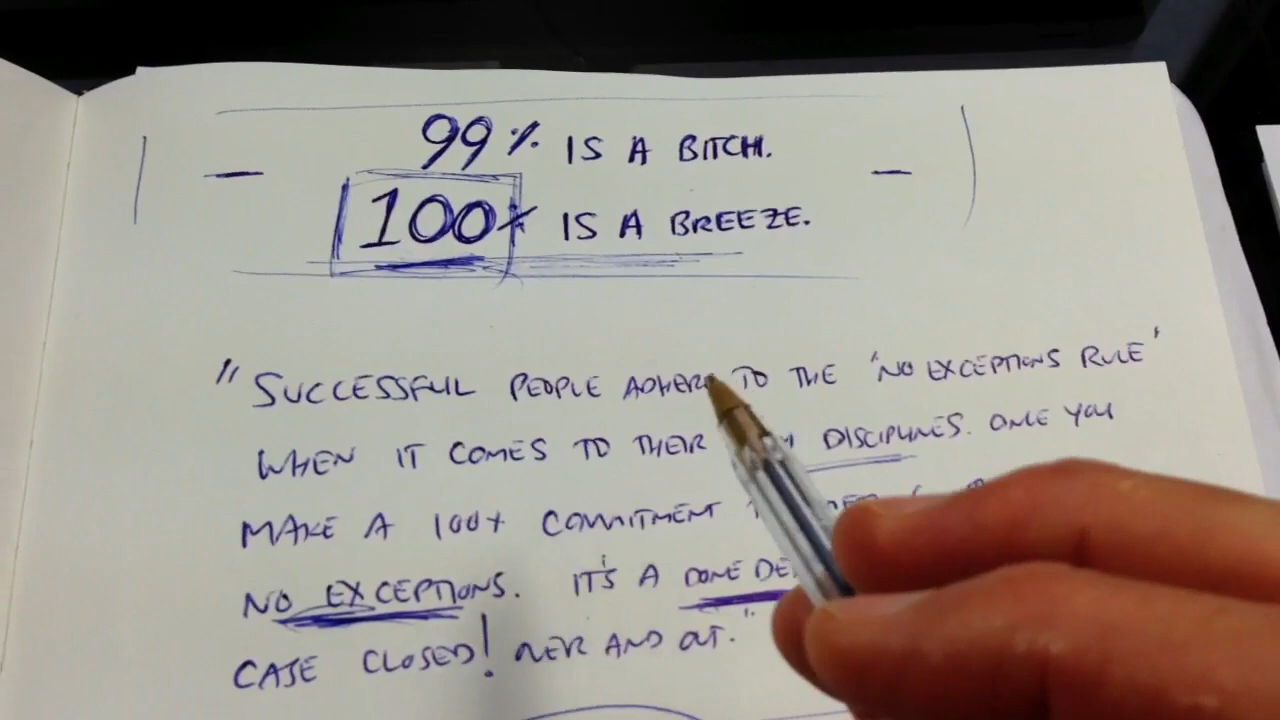 99% IS A BITCH.
100% IS A BREEZE.
"SUCCESSFUL PEOPLE ADHERE TO THE 'NO EXCEPTIONS RULE'
WHEN IT COMES TO THEIR DISCIPLINES. ONCE YOU
MAKE A 100% COMMITMENT
NO EXCEPTIONS. IT'S A DONE
CASE CLOSED! OVER AND OUT."